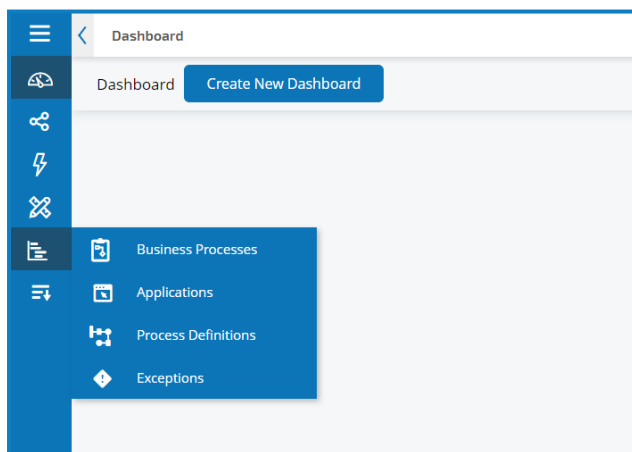 Dashboard
Dashboard Create New Dashboard
Business Processes
Applications
Process Definitions
Exceptions